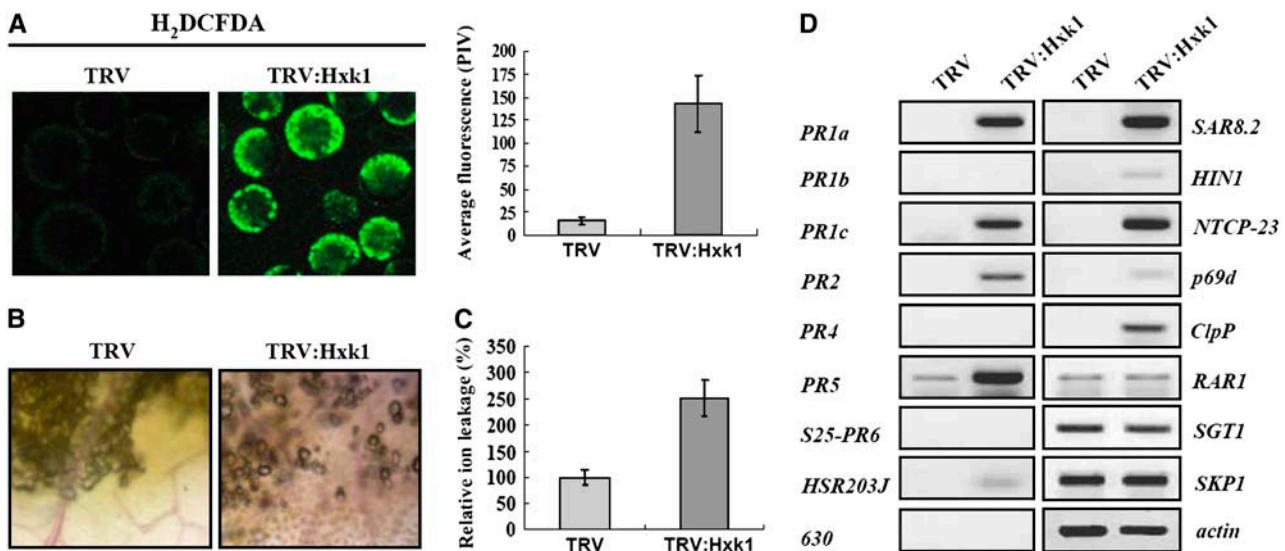 A
H₂DCFDA
TRV TRV:Hxk1
Average fluorescence (PIV)
200
175
150
125
100
75
50
25
0
TRV TRV:Hxk1
B
TRV TRV:Hxk1
C
Relative ion leakage (%)
350
300
250
200
150
100
50
0
TRV TRV:Hxk1
D
TRV TRV:Hxk1 TRV TRV:Hxk1
PR1a SAR8.2
PR1b HIN1
PR1c NTCP-23
PR2 p69d
PR4 ClpP
PR5 RAR1
S25-PR6 SGT1
HSR203J SKP1
630 actin